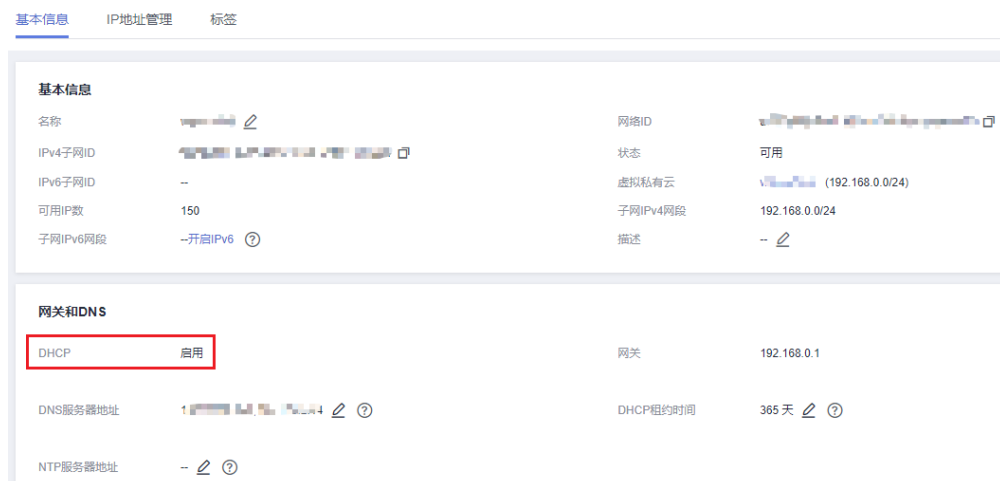 基本信息 IP地址管理 标签
基本信息
名称 网络ID
IPv4子网ID 状态 可用
IPv6子网ID -- 虚拟私有云 (192.168.0.0/24)
可用IP数 150 子网IPv4网段 192.168.0.0/24
子网IPv6网段 --开启IPv6 描述 --
网关和DNS
DHCP 启用 网关 192.168.0.1
DNS服务器地址 DHCP租约时间 365 天
NTP服务器地址 --